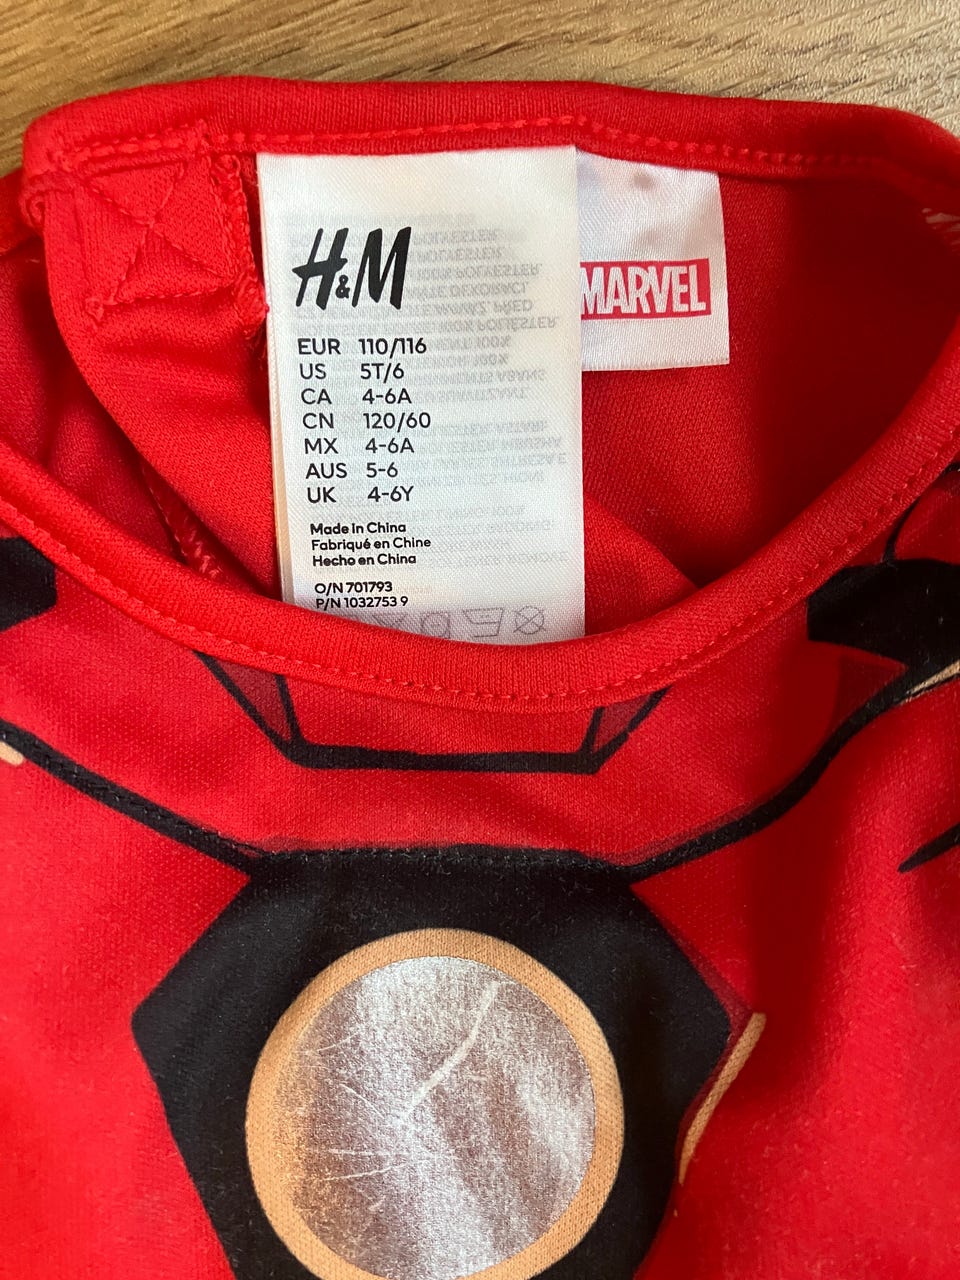 H&M
MARVEL
EUR 110/116
US 5T/6
CA 4-6A
CN 120/60
MX 4-6A
AUS 5-6
UK 4-6Y
Made in China
Fabriqué en Chine
Hecho en China
O/N 701793
P/N 1032753 9